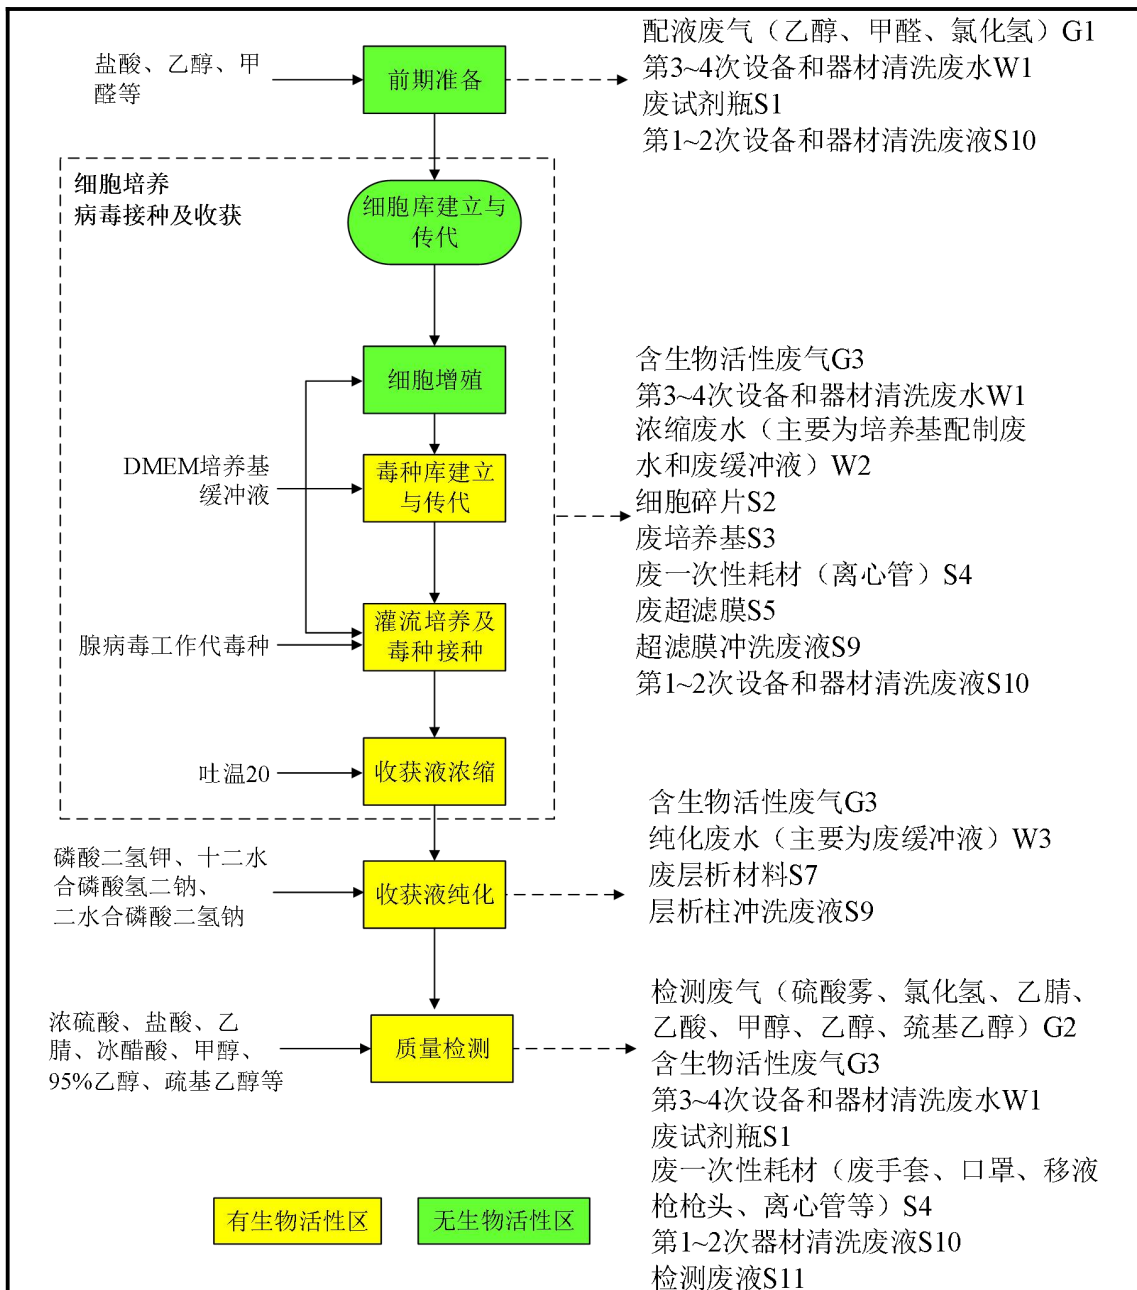 盐酸、乙醇、甲
醛等
前期准备
配液废气（乙醇、甲醛、氯化氢）G1
第3~4次设备和器材清洗废水W1
废试剂瓶S1
第1~2次设备和器材清洗废液S10
细胞培养
病毒接种及收获
细胞库建立与
传代
细胞增殖
DMEM培养基
缓冲液
毒种库建立
与传代
腺病毒工作代毒种
灌流培养及
毒种接种
吐温20
收获液浓缩
含生物活性废气G3
第3~4次设备和器材清洗废水W1
浓缩废水（主要为培养基配制废
水和废缓冲液）W2
细胞碎片S2
废培养基S3
废一次性耗材（离心管）S4
废超滤膜S5
超滤膜冲洗废液S9
第1~2次设备和器材清洗废液S10
磷酸二氢钾、十二水
合磷酸氢二钠、
二水合磷酸二氢钠
收获液纯化
含生物活性废气G3
纯化废水（主要为废缓冲液）W3
废层析材料S7
层析柱冲洗废液S9
浓硫酸、盐酸、乙
腈、冰醋酸、甲醇、
95%乙醇、巯基乙醇等
质量检测
检测废气（硫酸雾、氯化氢、乙腈、
乙酸、甲醇、乙醇、巯基乙醇）G2
含生物活性废气G3
第3~4次设备和器材清洗废水W1
废试剂瓶S1
废一次性耗材（废手套、口罩、移液
枪枪头、离心管等）S4
第1~2次器材清洗废液S10
检测废液S11
有生物活性区
无生物活性区